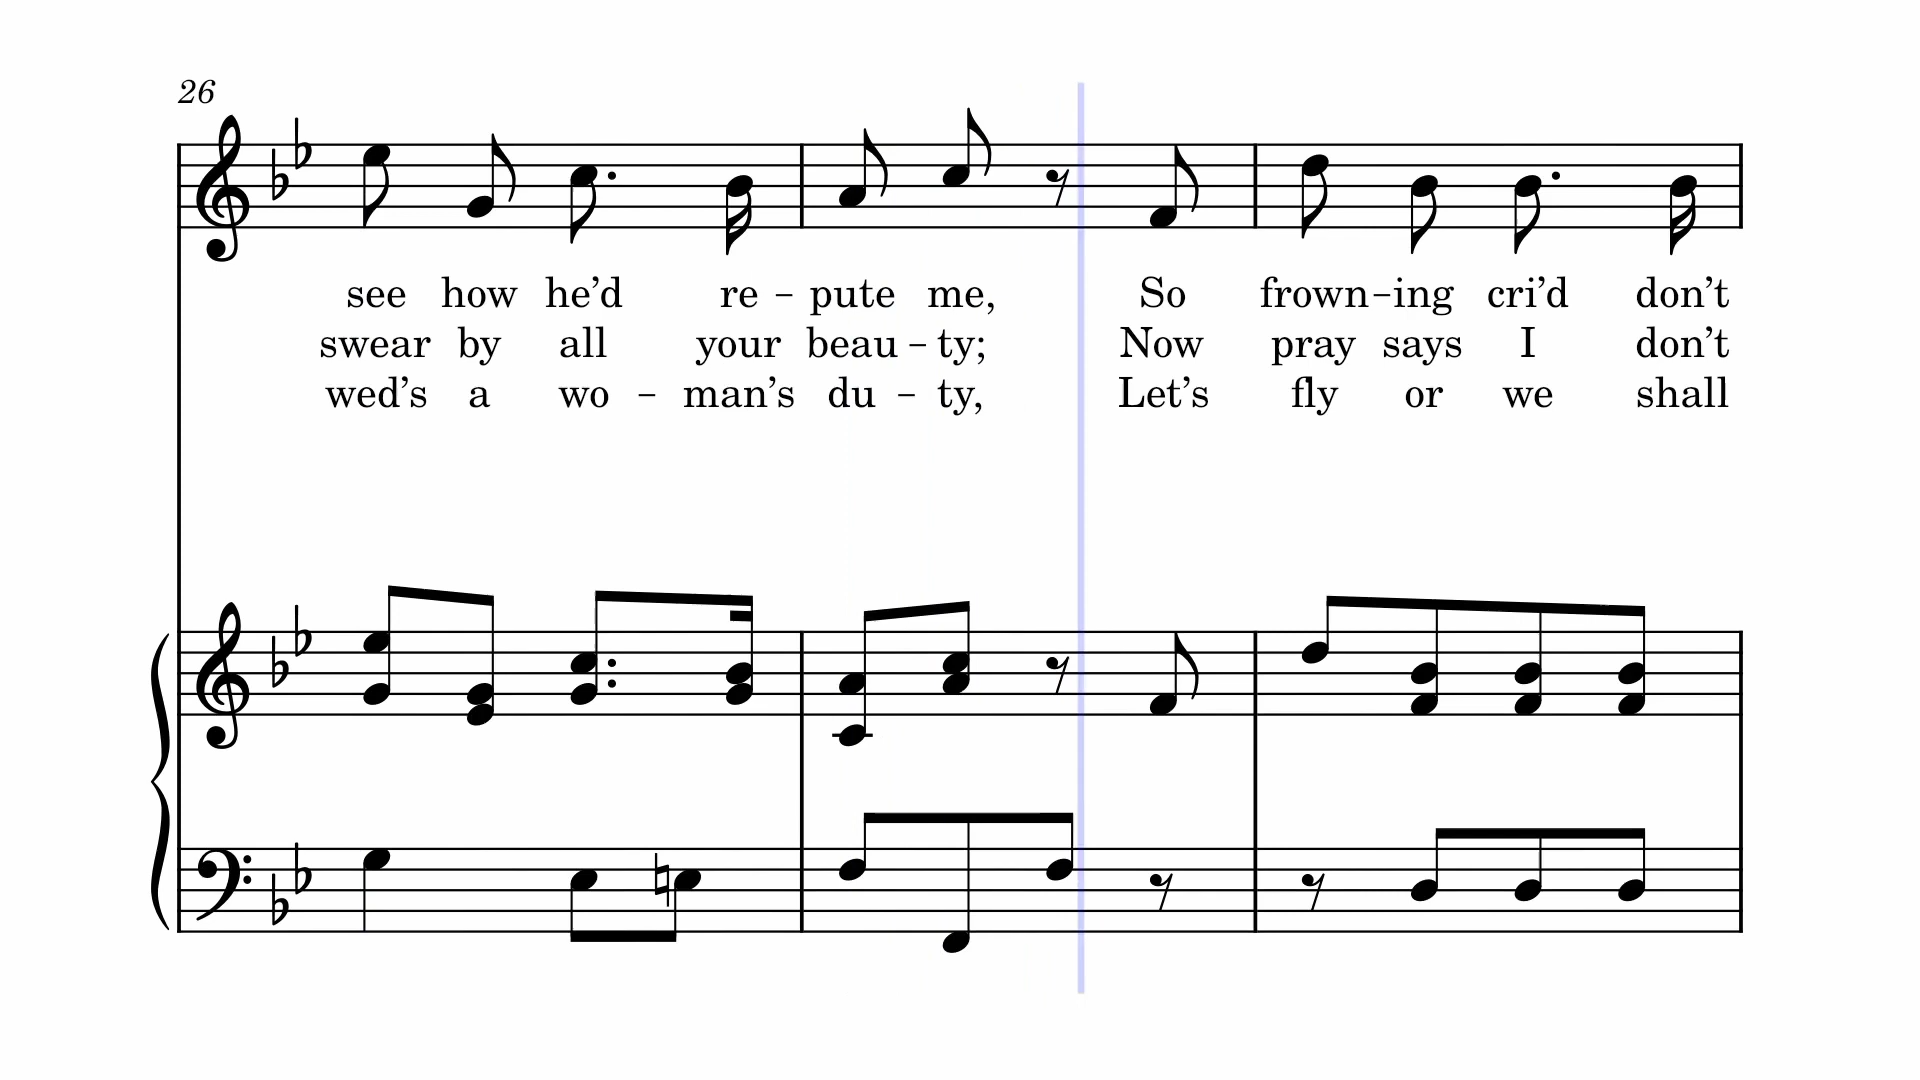 26
see how he’d re – pute me, So frown–ing cri’d don’t
swear by all your beau – ty; Now pray says I don’t
wed’s a wo – man’s du – ty, Let’s fly or we shall